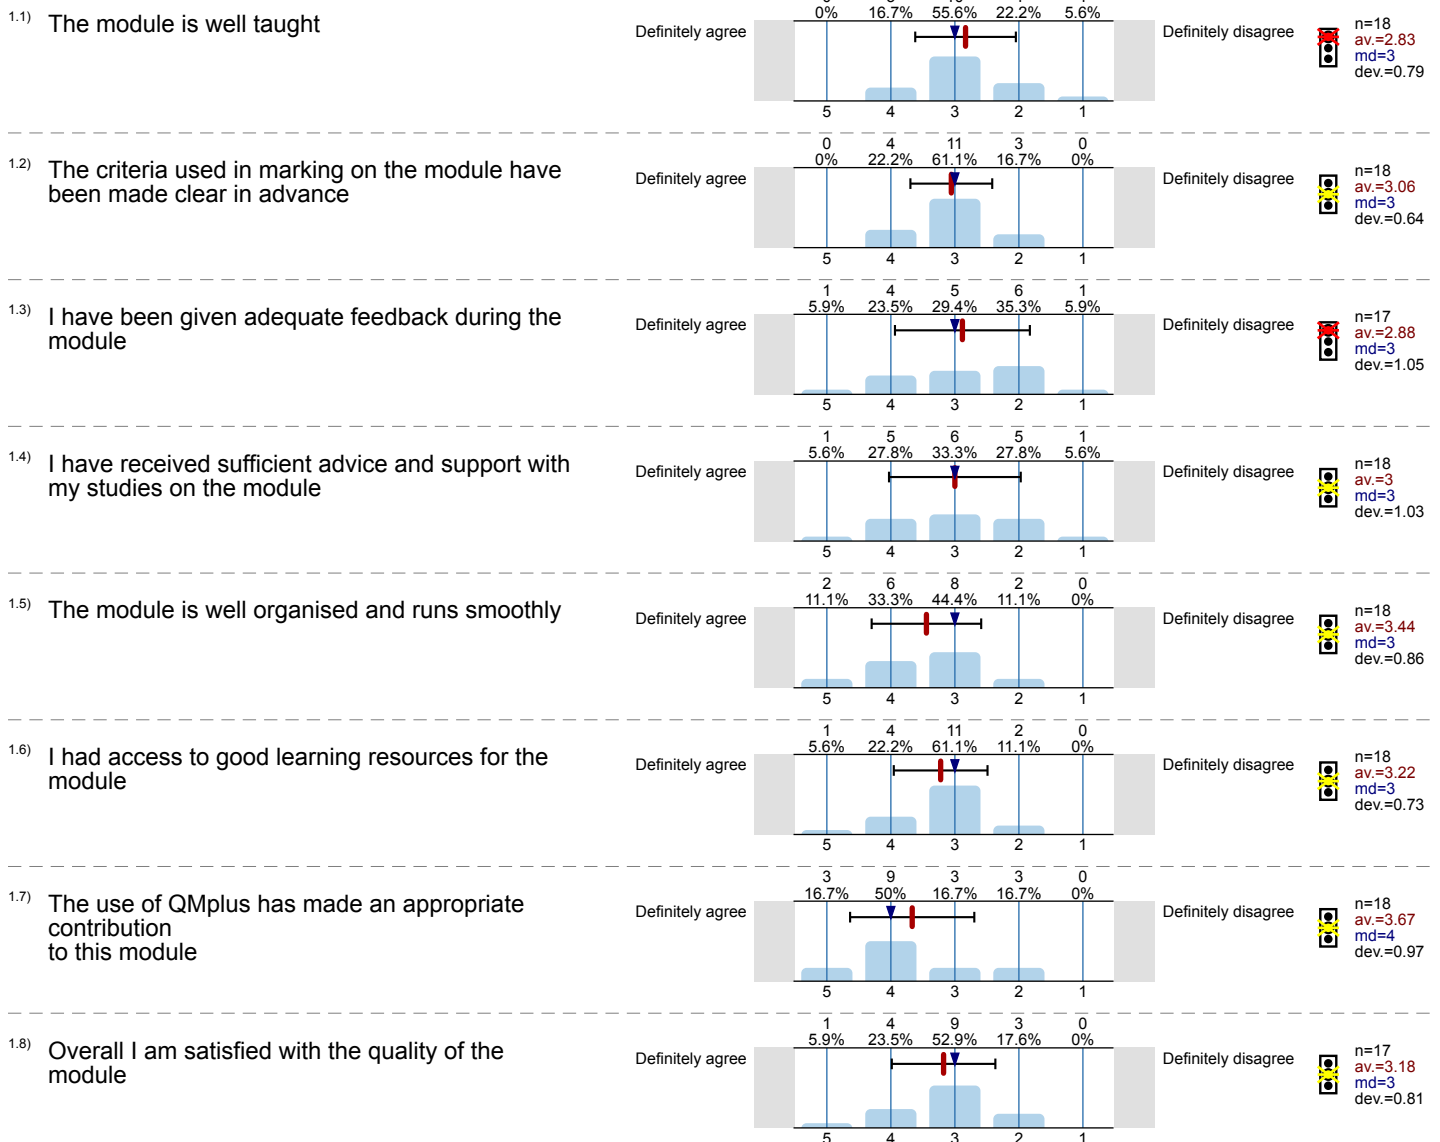 0% 16.7% 55.6% 22.2% 5.6%
1.1) The module is well taught
Definitely agree
Definitely disagree
n=18
av.=2.83
md=3
dev.=0.79
5 4 3 2 1
0 4 11 3 0
0% 22.2% 61.1% 16.7% 0%
1.2) The criteria used in marking on the module have
been made clear in advance
Definitely agree
Definitely disagree
n=18
av.=3.06
md=3
dev.=0.64
5 4 3 2 1
1 4 5 6 1
5.9% 23.5% 29.4% 35.3% 5.9%
1.3) I have been given adequate feedback during the
module
Definitely agree
Definitely disagree
n=17
av.=2.88
md=3
dev.=1.05
5 4 3 2 1
1 5 6 5 1
5.6% 27.8% 33.3% 27.8% 5.6%
1.4) I have received sufficient advice and support with
my studies on the module
Definitely agree
Definitely disagree
n=18
av.=3
md=3
dev.=1.03
5 4 3 2 1
2 6 8 2 0
11.1% 33.3% 44.4% 11.1% 0%
1.5) The module is well organised and runs smoothly
Definitely agree
Definitely disagree
n=18
av.=3.44
md=3
dev.=0.86
5 4 3 2 1
1 4 11 2 0
5.6% 22.2% 61.1% 11.1% 0%
1.6) I had access to good learning resources for the
module
Definitely agree
Definitely disagree
n=18
av.=3.22
md=3
dev.=0.73
5 4 3 2 1
3 9 3 3 0
16.7% 50% 16.7% 16.7% 0%
1.7) The use of QMplus has made an appropriate
contribution
to this module
Definitely agree
Definitely disagree
n=18
av.=3.67
md=4
dev.=0.97
5 4 3 2 1
1 4 9 3 0
5.9% 23.5% 52.9% 17.6% 0%
1.8) Overall I am satisfied with the quality of the
module
Definitely agree
Definitely disagree
n=17
av.=3.18
md=3
dev.=0.81
5 4 3 2 1